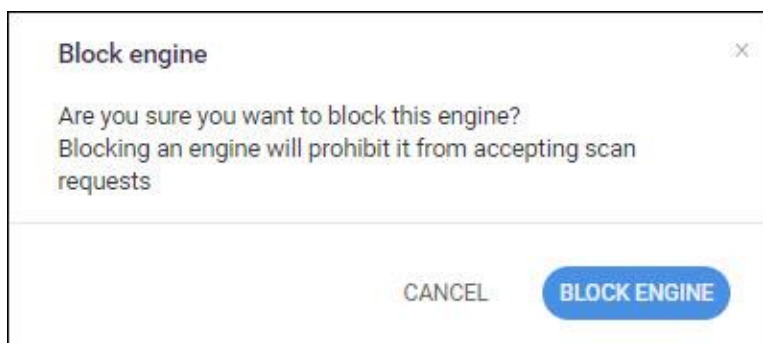 Block engine
Are you sure you want to block this engine?
Blocking an engine will prohibit it from accepting scan
requests
CANCEL
BLOCK ENGINE